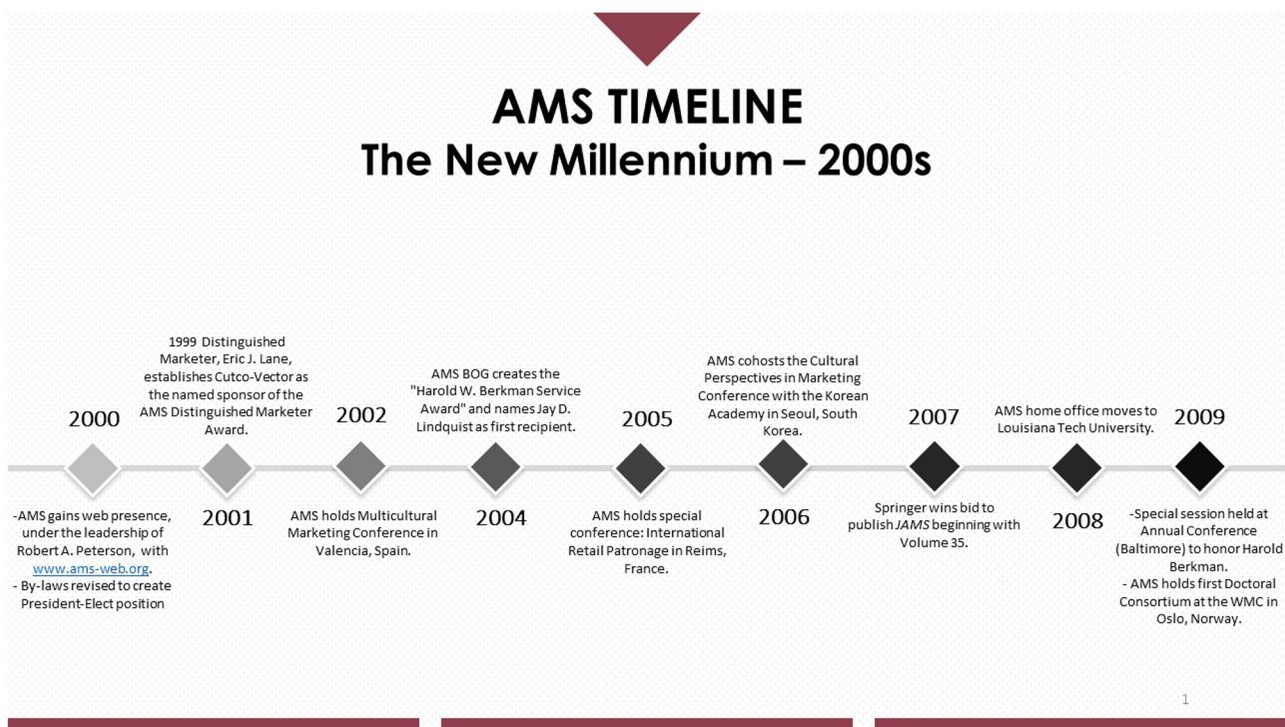 AMS TIMELINE
The New Millennium – 2000s
2000
-AMS gains web presence,
under the leadership of
Robert A. Peterson, with
www.ams-web.org.
- By-laws revised to create
President-Elect position
1999 Distinguished
Marketer, Eric J. Lane,
establishes Cutco-Vector as
the named sponsor of the
AMS Distinguished Marketer
Award.
2001
2002
AMS holds Multicultural
Marketing Conference in
Valencia, Spain.
AMS BOG creates the
"Harold W. Berkman Service
Award" and names Jay D.
Lindquist as first recipient.
2004
2005
AMS holds special
conference: International
Retail Patronage in Reims,
France.
AMS cohosts the Cultural
Perspectives in Marketing
Conference with the Korean
Academy in Seoul, South
Korea.
2006
2007
Springer wins bid to
publish JAMS beginning with
Volume 35.
AMS home office moves to
Louisiana Tech University.
2008
2009
-Special session held at
Annual Conference
(Baltimore) to honor Harold
Berkman.
- AMS holds first Doctoral
Consortium at the WMC in
Oslo, Norway.
1